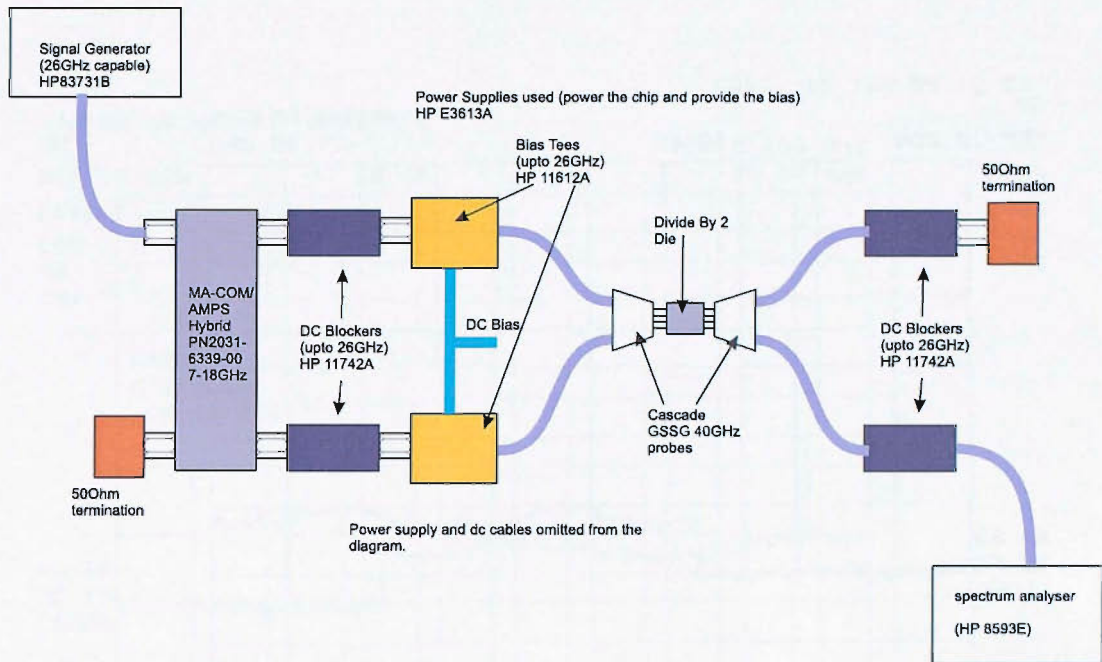 Signal Generator
(26GHz capable)
HP83731B
Power Supplies used (power the chip and provide the bias)
HP E3613A
Bias Tees
(upto 26GHz)
HP 11612A
50Ohm
termination
Divide By 2
Die
MA-COM/
AMPS
Hybrid
PN2031-
6339-00
7-18GHz
DC Blockers
(upto 26GHz)
HP 11742A
DC Bias
DC Blockers
(upto 26GHz)
HP 11742A
Cascade
GSSG 40GHz
probes
50Ohm
termination
Power supply and dc cables omitted from the
diagram.
spectrum analyser
(HP 8593E)